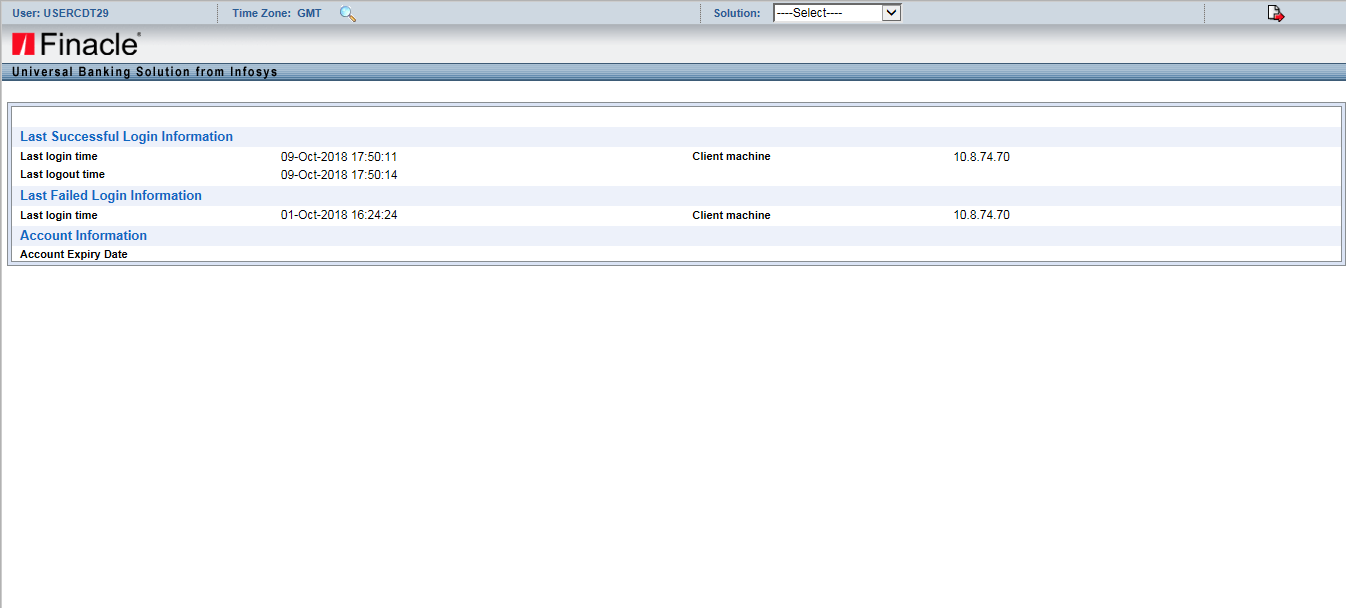 User: USERCDT29 Time Zone: GMT Solution: ----Select----
Finacle®
Universal Banking Solution from Infosys
Last Successful Login Information
Last login time 09-Oct-2018 17:50:11 Client machine 10.8.74.70
Last logout time 09-Oct-2018 17:50:14
Last Failed Login Information
Last login time 01-Oct-2018 16:24:24 Client machine 10.8.74.70
Account Information
Account Expiry Date